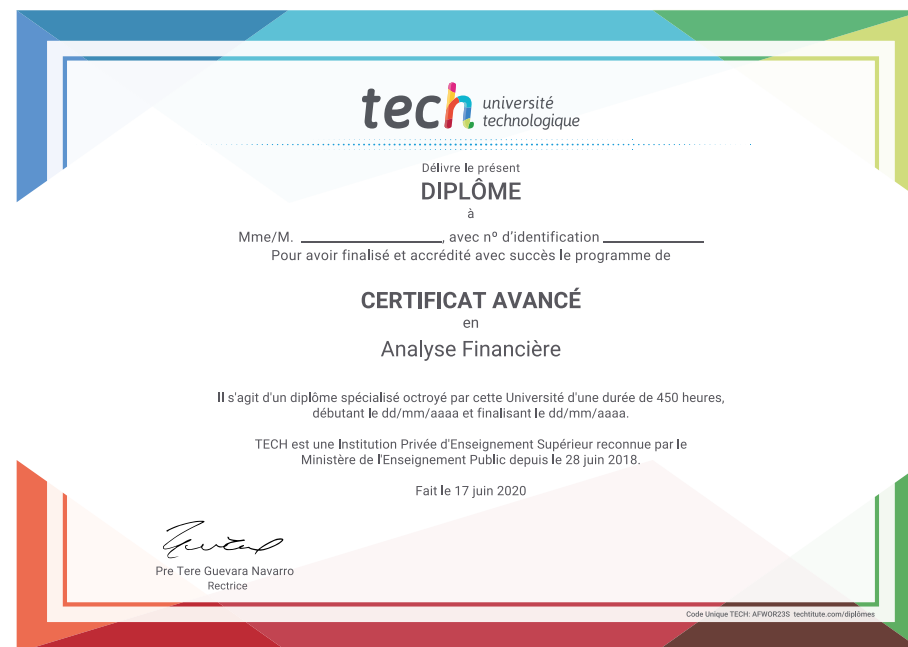 tech université
technologique
Délivre le présent
DIPLÔME
à
Mme/M. ____________________, avec nº d'identification ______________
Pour avoir finalisé et accrédité avec succès le programme de
CERTIFICAT AVANCÉ
en
Analyse Financière
Il s'agit d'un diplôme spécialisé octroyé par cette Université d'une durée de 450 heures,
débutant le dd/mm/aaaa et finalisant le dd/mm/aaaa.
TECH est une Institution Privée d'Enseignement Supérieur reconnue par le
Ministère de l'Enseignement Public depuis le 28 juin 2018.
Fait le 17 juin 2020
Pre Tere Guevara Navarro
Rectrice
Code Unique TECH: AFWOR23S techtitute.com/diplômes